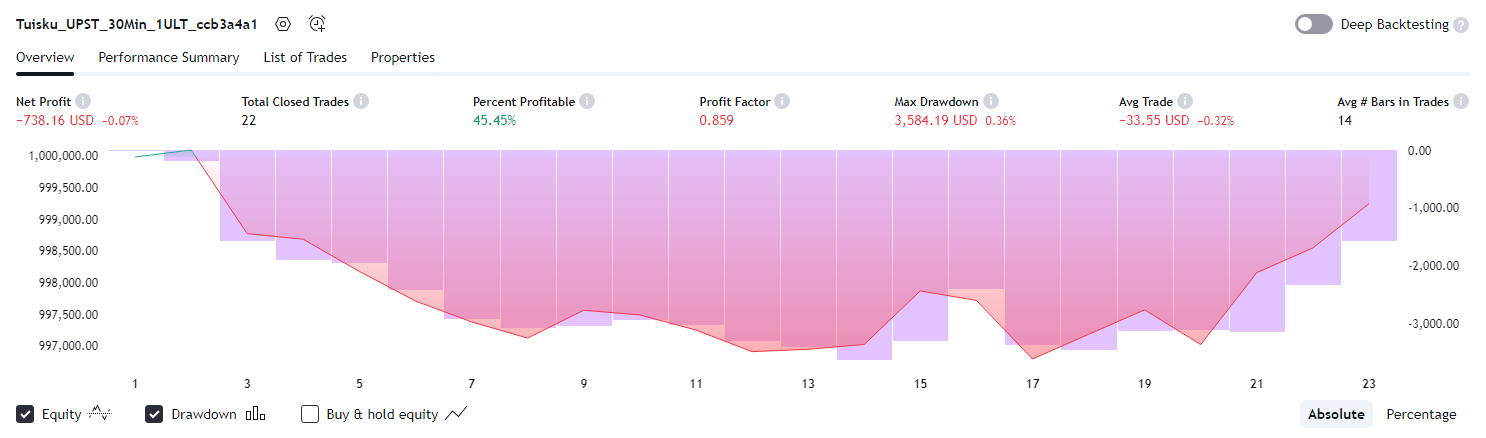 Tuisku_UPST_30Min_1ULT_ccb3a4a1 Deep Backtesting ?
Overview Performance Summary List of Trades Properties
Net Profit i Total Closed Trades i Percent Profitable i Profit Factor i Max Drawdown i Avg Trade i Avg # Bars in Trades i
−738.16 USD −0.07% 22 45.45% 0.859 3,584.19 USD 0.36% −33.55 USD −0.32% 14
1,000,000.00 0.00
999,500.00
999,000.00 -1,000.00
998,500.00
998,000.00 -2,000.00
997,500.00 -3,000.00
997,000.00
1 3 5 7 9 11 13 15 17 19 21 23
Equity Drawdown Buy & hold equity Absolute Percentage